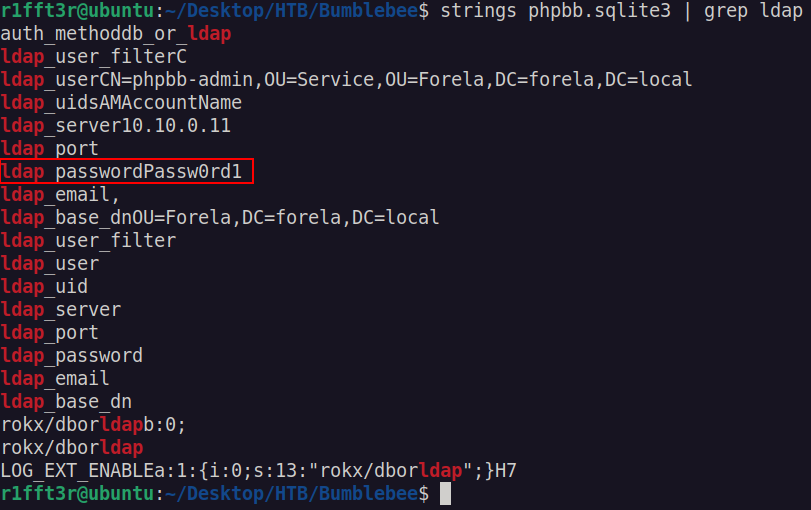 r1fft3r@ubuntu:~/Desktop/HTB/Bumblebee$ strings phpbb.sqlite3 | grep ldap
auth_methoddb_or_ldap
ldap_user_filterC
ldap_userCN=phpbb-admin,OU=Service,OU=Forela,DC=forela,DC=local
ldap_uidsAMAccountName
ldap_server10.10.0.11
ldap_port
ldap_passwordPassw0rd1
ldap_email,
ldap_base_dnOU=Forela,DC=forela,DC=local
ldap_user_filter
ldap_user
ldap_uid
ldap_server
ldap_port
ldap_password
ldap_email
ldap_base_dn
rokx/dborldapb:0;
rokx/dborldap
LOG_EXT_ENABLEa:1:{i:0;s:13:"rokx/dborldap";}H7
r1fft3r@ubuntu:~/Desktop/HTB/Bumblebee$